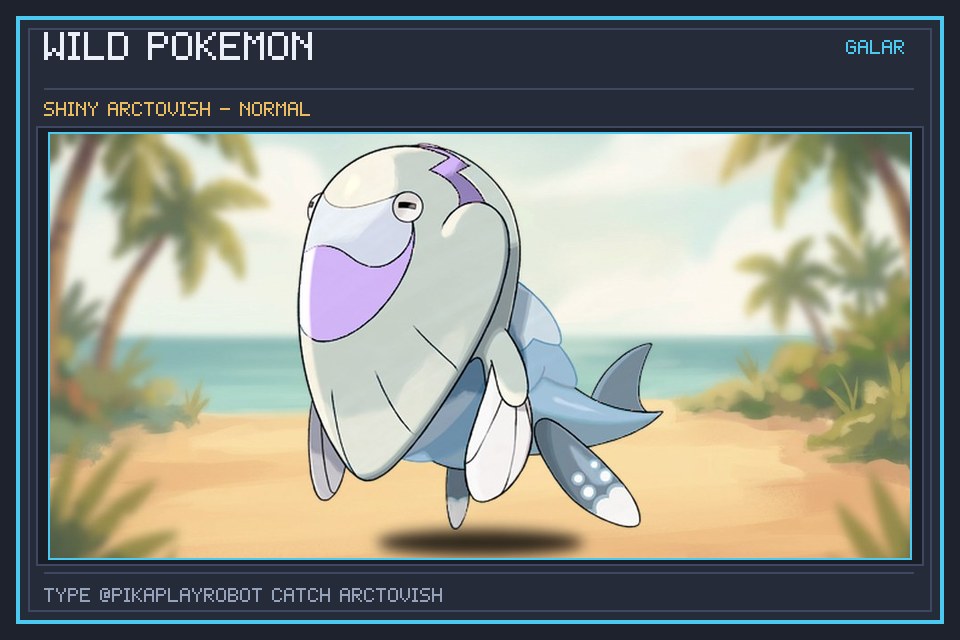 WILD POKEMON
GALAR
SHINY ARCTOVISH - NORMAL
TYPE @PIKAPLAYROBOT CATCH ARCTOVISH